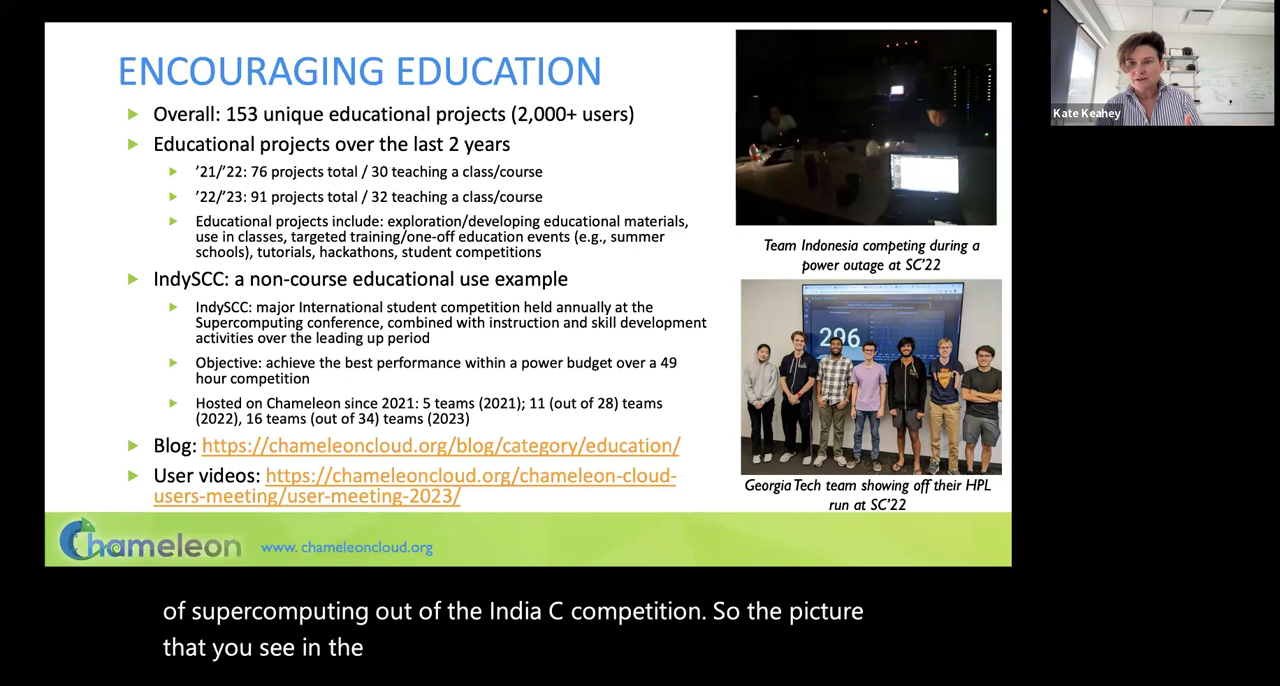 ENCOURAGING EDUCATION
Overall: 153 unique educational projects (2,000+ users)
Educational projects over the last 2 years
’21/’22: 76 projects total / 30 teaching a class/course
’22/’23: 91 projects total / 32 teaching a class/course
Educational projects include: exploration/developing educational materials,
use in classes, targeted training/one-off education events (e.g., summer
schools), tutorials, hackathons, student competitions
IndySCC: a non-course educational use example
IndySCC: major International student competition held annually at the
Supercomputing conference, combined with instruction and skill development
activities over the leading up period
Objective: achieve the best performance within a power budget over a 49
hour competition
Hosted on Chameleon since 2021: 5 teams (2021); 11 (out of 28) teams
(2022), 16 teams (out of 34) teams (2023)
Blog: https://chameleoncloud.org/blog/category/education/
User videos: https://chameleoncloud.org/chameleon-cloud-
users-meeting/user-meeting-2023/
Team Indonesia competing during a
power outage at SC’22
296
Georgia Tech team showing off their HPL
run at SC’22
Chameleon
www. chameleoncloud.org
Kate Keahey
of supercomputing out of the India C competition. So the picture
that you see in the